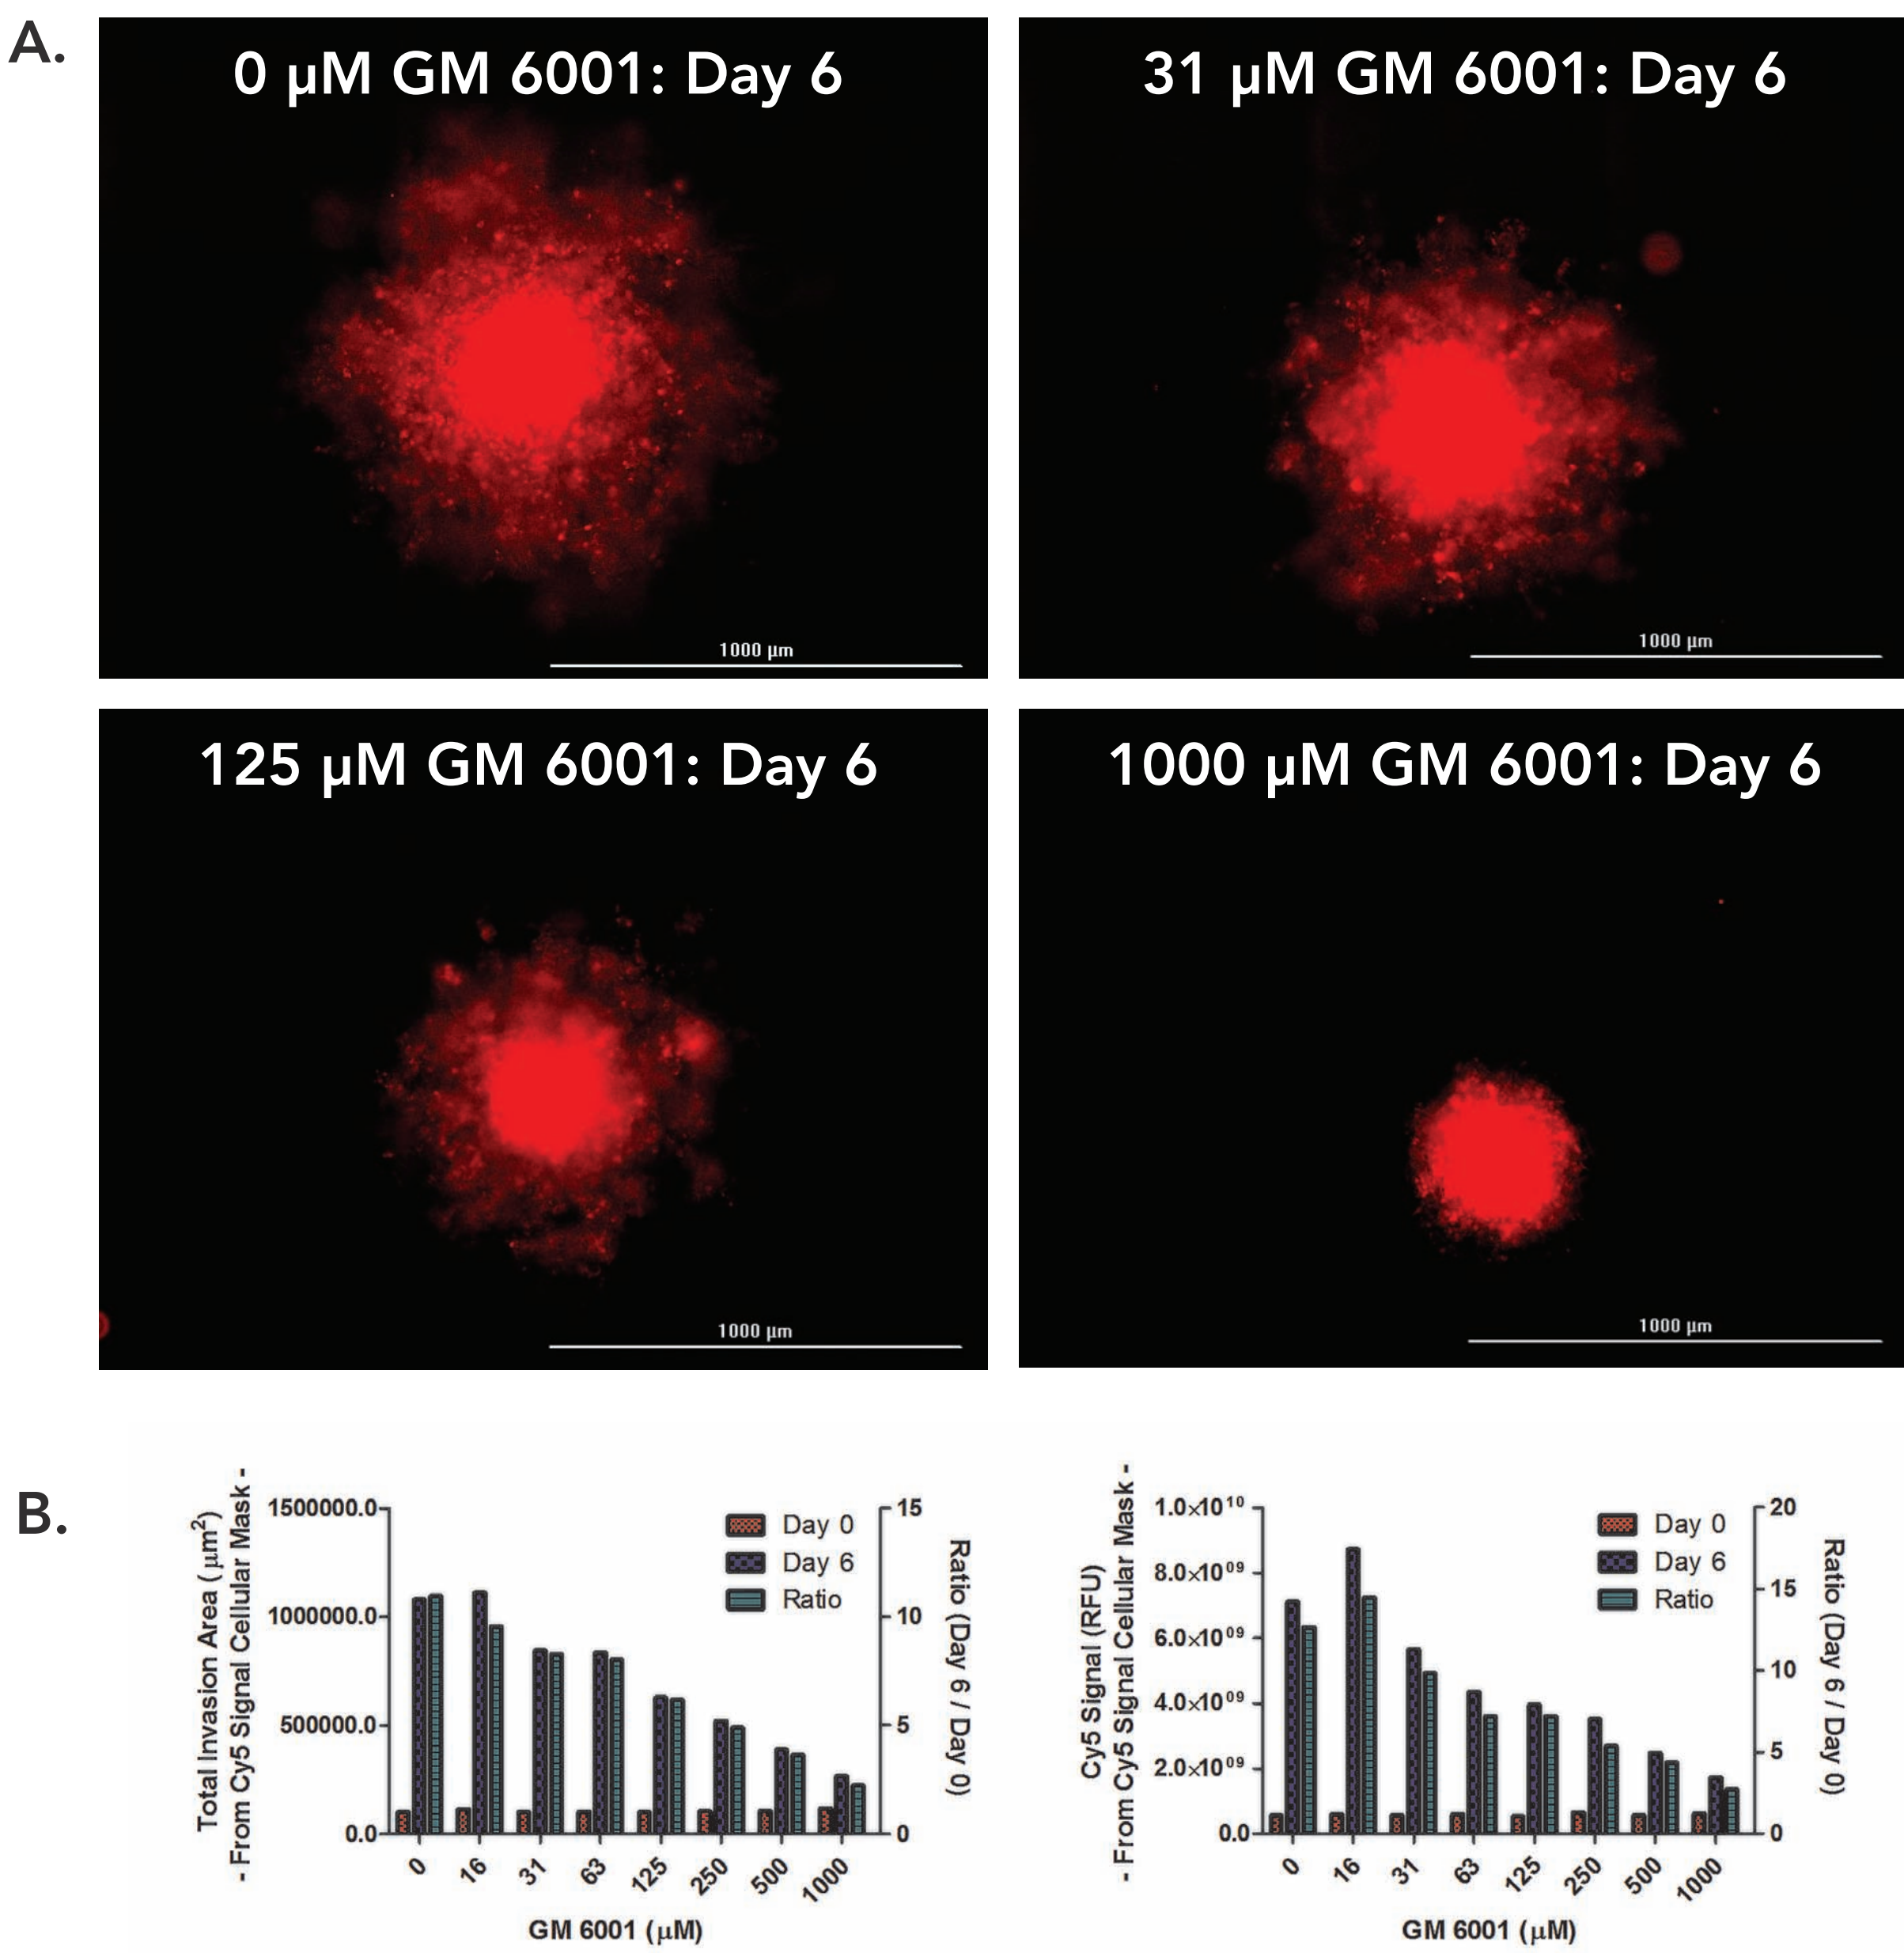 A.
0 µM GM 6001: Day 6
31 µM GM 6001: Day 6
1000 µm
1000 µm
125 µM GM 6001: Day 6
1000 µM GM 6001: Day 6
1000 µm
1000 µm
B.
Total Invasion Area (µm²)
- From Cy5 Signal Cellular Mask -
1500000.0
1000000.0
500000.0
0.0
Day 0
Day 6
Ratio
15
10
5
0
Ratio (Day 6 / Day 0)
0 16 31 63 125 250 500 1000
GM 6001 (µM)
Cy5 Signal (RFU)
- From Cy5 Signal Cellular Mask -
1.0×10¹⁰
8.0×10⁰⁹
6.0×10⁰⁹
4.0×10⁰⁹
2.0×10⁰⁹
0.0
Day 0
Day 6
Ratio
20
15
10
5
0
Ratio (Day 6 / Day 0)
0 16 31 63 125 250 500 1000
GM 6001 (µM)